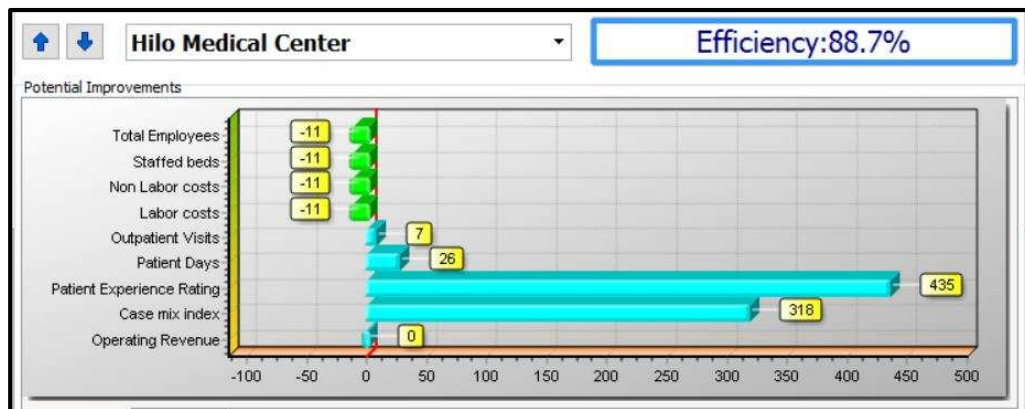 Hilo Medical Center
Efficiency:88.7%
Potential Improvements
Total Employees -11
Staffed beds -11
Non Labor costs -11
Labor costs -11
Outpatient Visits 7
Patient Days 26
Patient Experience Rating 435
Case mix index 318
Operating Revenue 0
-100 -50 0 50 100 150 200 250 300 350 400 450 500